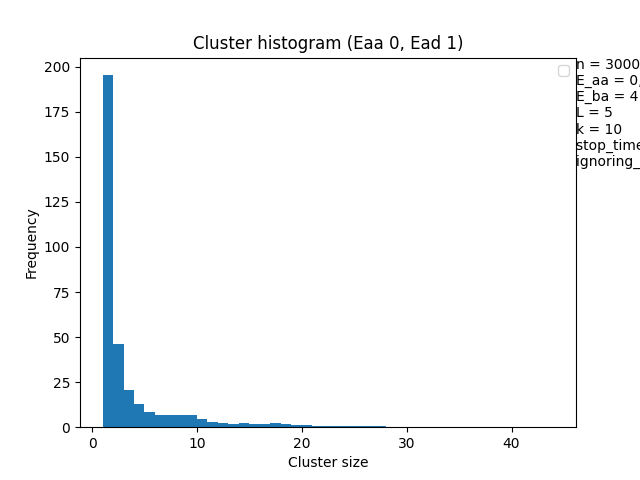 Cluster histogram (Eaa 0, Ead 1)
n = 3000
E_aa = 0,
E_ba = 4
L = 5
k = 10
stop_time
ignoring_
200
175
150
125
100
75
50
25
0
Frequency
0 10 20 30 40
Cluster size